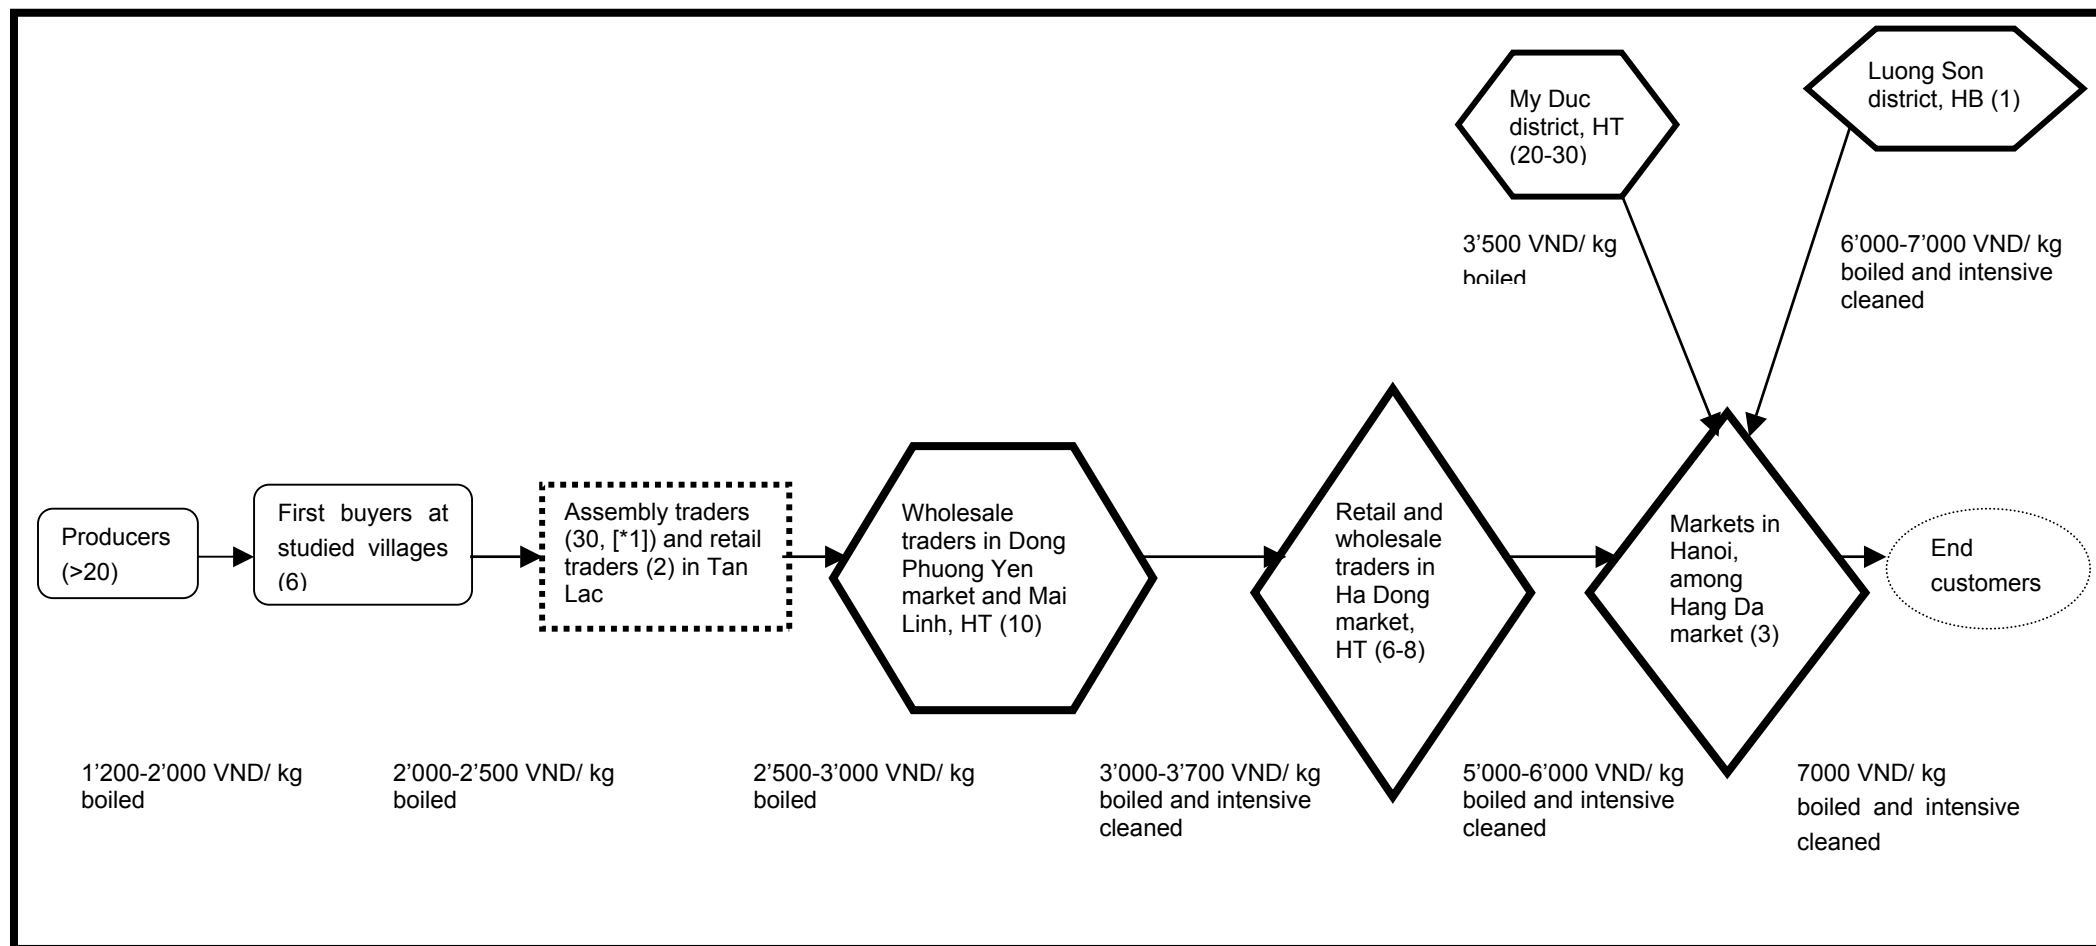 My Duc
district, HT
(20-30)
Luong Son
district, HB (1)
3’500 VND/ kg
boiled
6’000-7’000 VND/ kg
boiled and intensive
cleaned
Producers
(>20)
First buyers at
studied villages
(6)
Assembly traders
(30, [*1]) and retail
traders (2) in Tan
Lac
Wholesale
traders in Dong
Phuong Yen
market and Mai
Linh, HT (10)
Retail and
wholesale
traders in
Ha Dong
market,
HT (6-8)
Markets in
Hanoi,
among
Hang Da
market (3)
End
customers
1’200-2’000 VND/ kg
boiled
2’000-2’500 VND/ kg
boiled
2’500-3’000 VND/ kg
boiled
3’000-3’700 VND/ kg
boiled and intensive
cleaned
5’000-6’000 VND/ kg
boiled and intensive
cleaned
7000 VND/ kg
boiled and intensive
cleaned